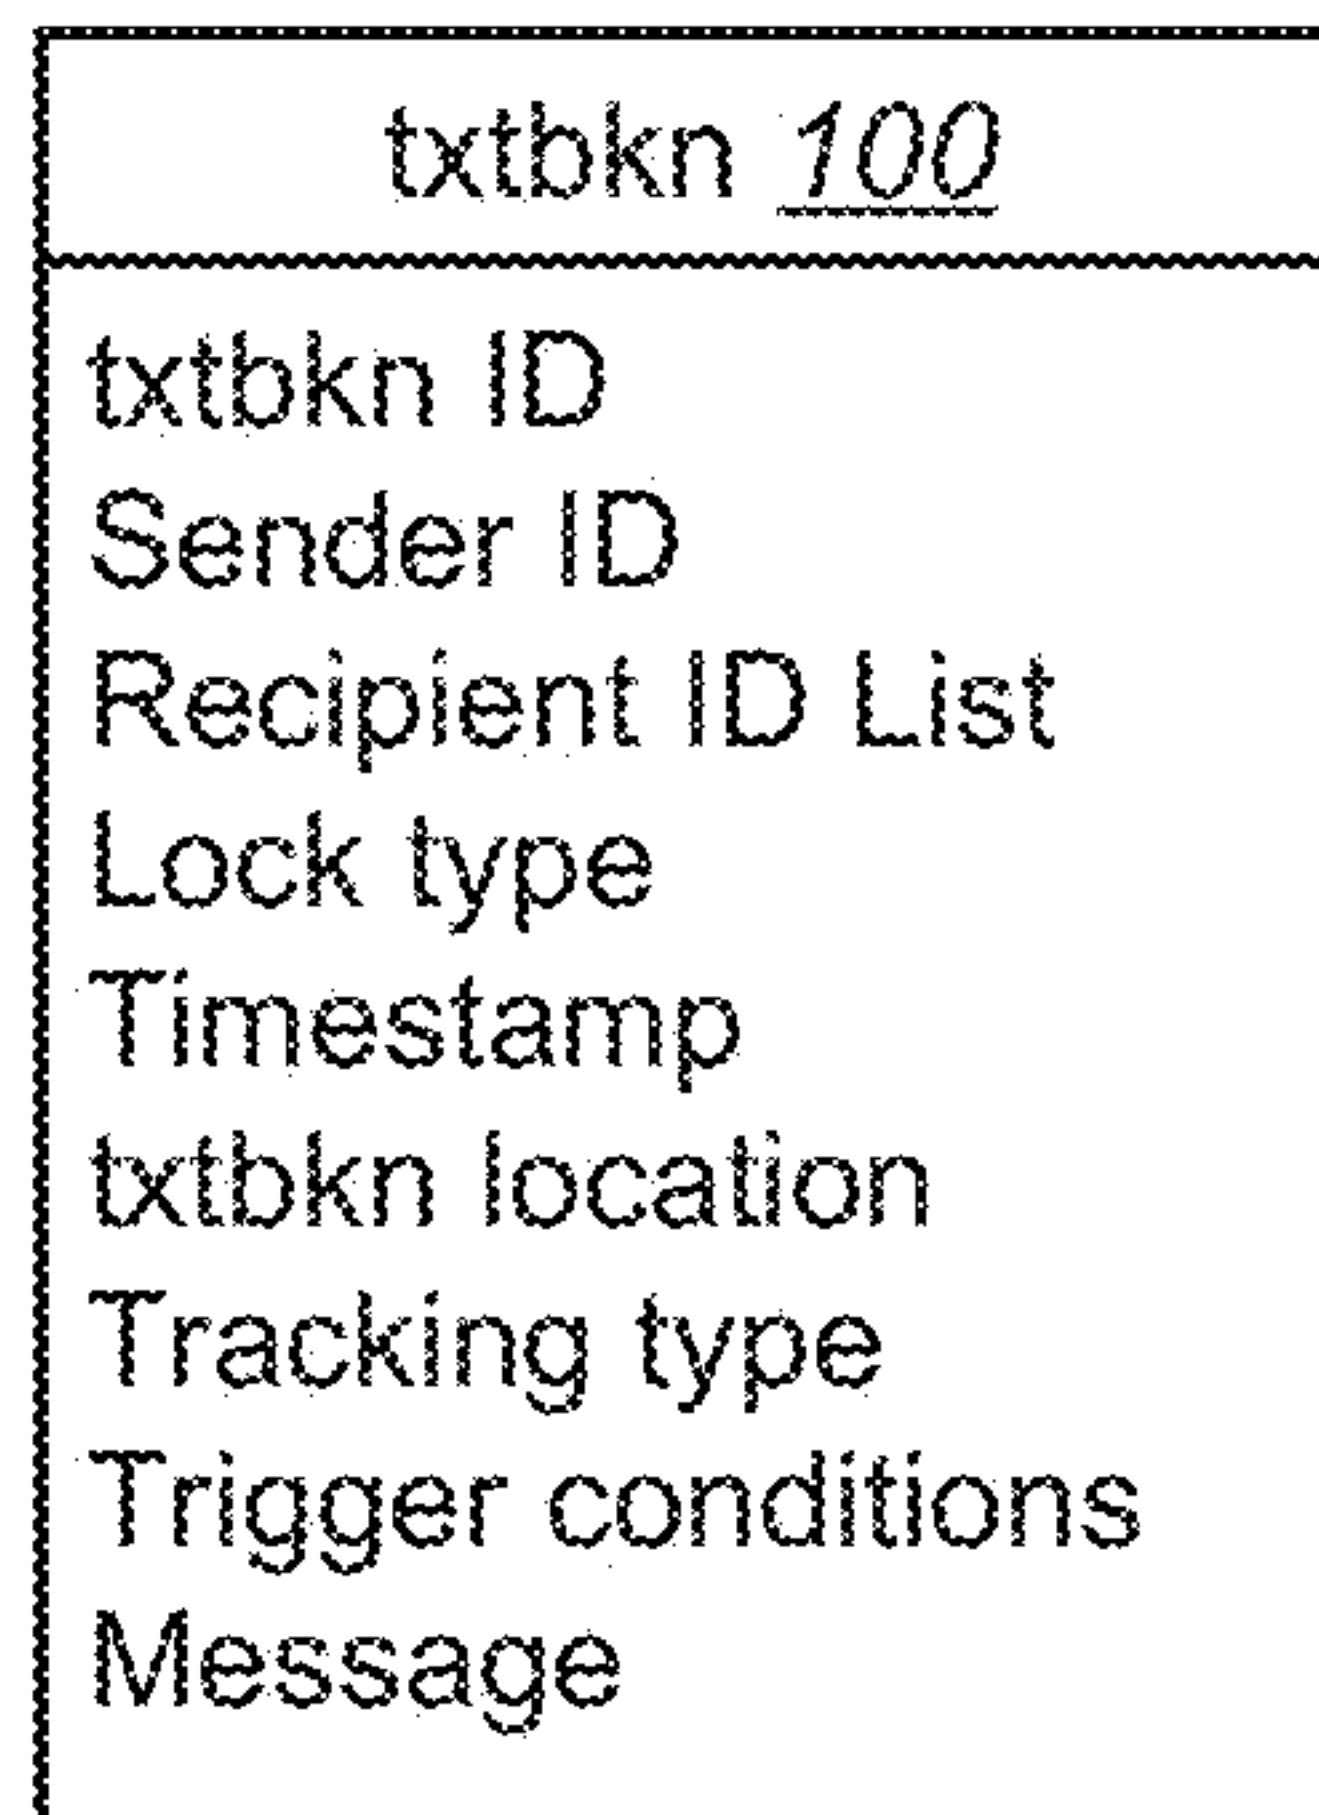 txtbkn 100
txtbkn ID
Sender ID
Recipient ID List
Lock type
Timestamp
txtbkn location
Tracking type
Trigger conditions
Message